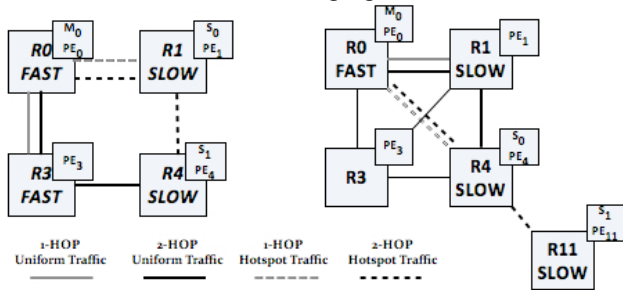 M0
PE0
R0
FAST
S0
PE1
R1
SLOW
PE3
R3
FAST
S1
PE4
R4
SLOW
M0
PE0
R0
FAST
PE1
R1
SLOW
PE3
R3
S0
PE4
R4
SLOW
S1
PE11
R11
SLOW
1-HOP
Uniform Traffic
2-HOP
Uniform Traffic
1-HOP
Hotspot Traffic
2-HOP
Hotspot Traffic